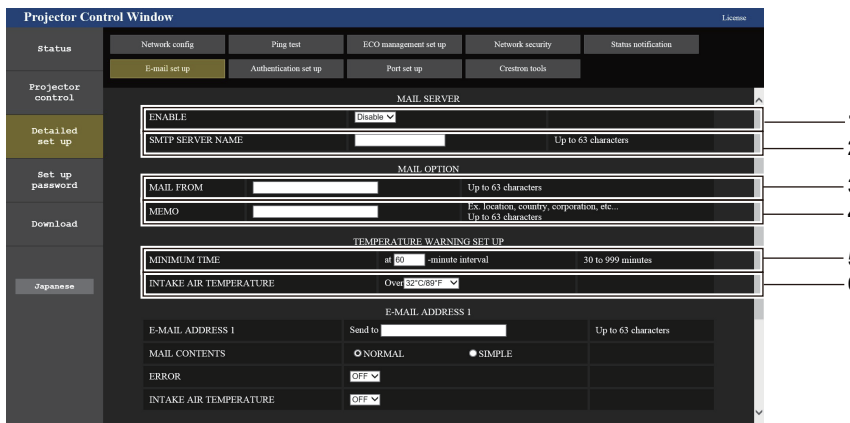 Projector Control Window License
Status
Projector control
Detailed set up
Set up password
Download
Japanese
Network config Ping test ECO management set up Network security Status notification
E-mail set up Authentication set up Port set up Crestron tools
MAIL SERVER
ENABLE Disable
SMTP SERVER NAME Up to 63 characters
MAIL OPTION
MAIL FROM Up to 63 characters
MEMO Ex. location, country, corporation, etc...
Up to 63 characters
TEMPERATURE WARNING SET UP
MINIMUM TIME at 60 -minute interval 30 to 999 minutes
INTAKE AIR TEMPERATURE Over 32°C/89°F
E-MAIL ADDRESS 1
E-MAIL ADDRESS 1 Send to Up to 63 characters
MAIL CONTENTS NORMAL SIMPLE
ERROR OFF
INTAKE AIR TEMPERATURE OFF